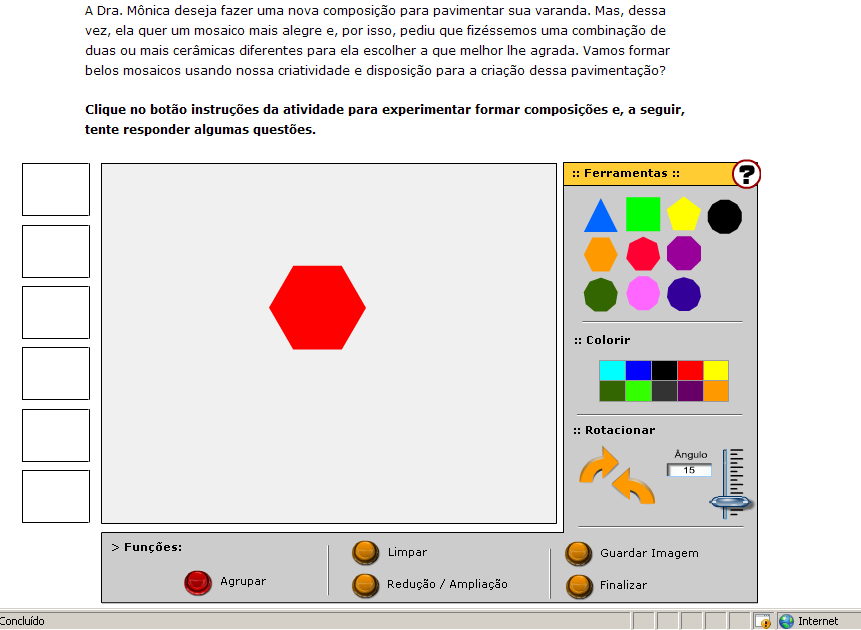 A Dra. Mônica deseja fazer uma nova composição para pavimentar sua varanda. Mas, dessa
vez, ela quer um mosaico mais alegre e, por isso, pediu que fizéssemos uma combinação de
duas ou mais cerâmicas diferentes para ela escolher a que melhor lhe agrada. Vamos formar
belos mosaicos usando nossa criatividade e disposição para a criação dessa pavimentação?
Clique no botão instruções da atividade para experimentar formar composições e, a seguir,
tente responder algumas questões.
:: Ferramentas ::
?
:: Colorir
:: Rotacionar
Ângulo
15
> Funções:
Agrupar
Limpar
Redução / Ampliação
Guardar Imagem
Finalizar
Concluído
Internet